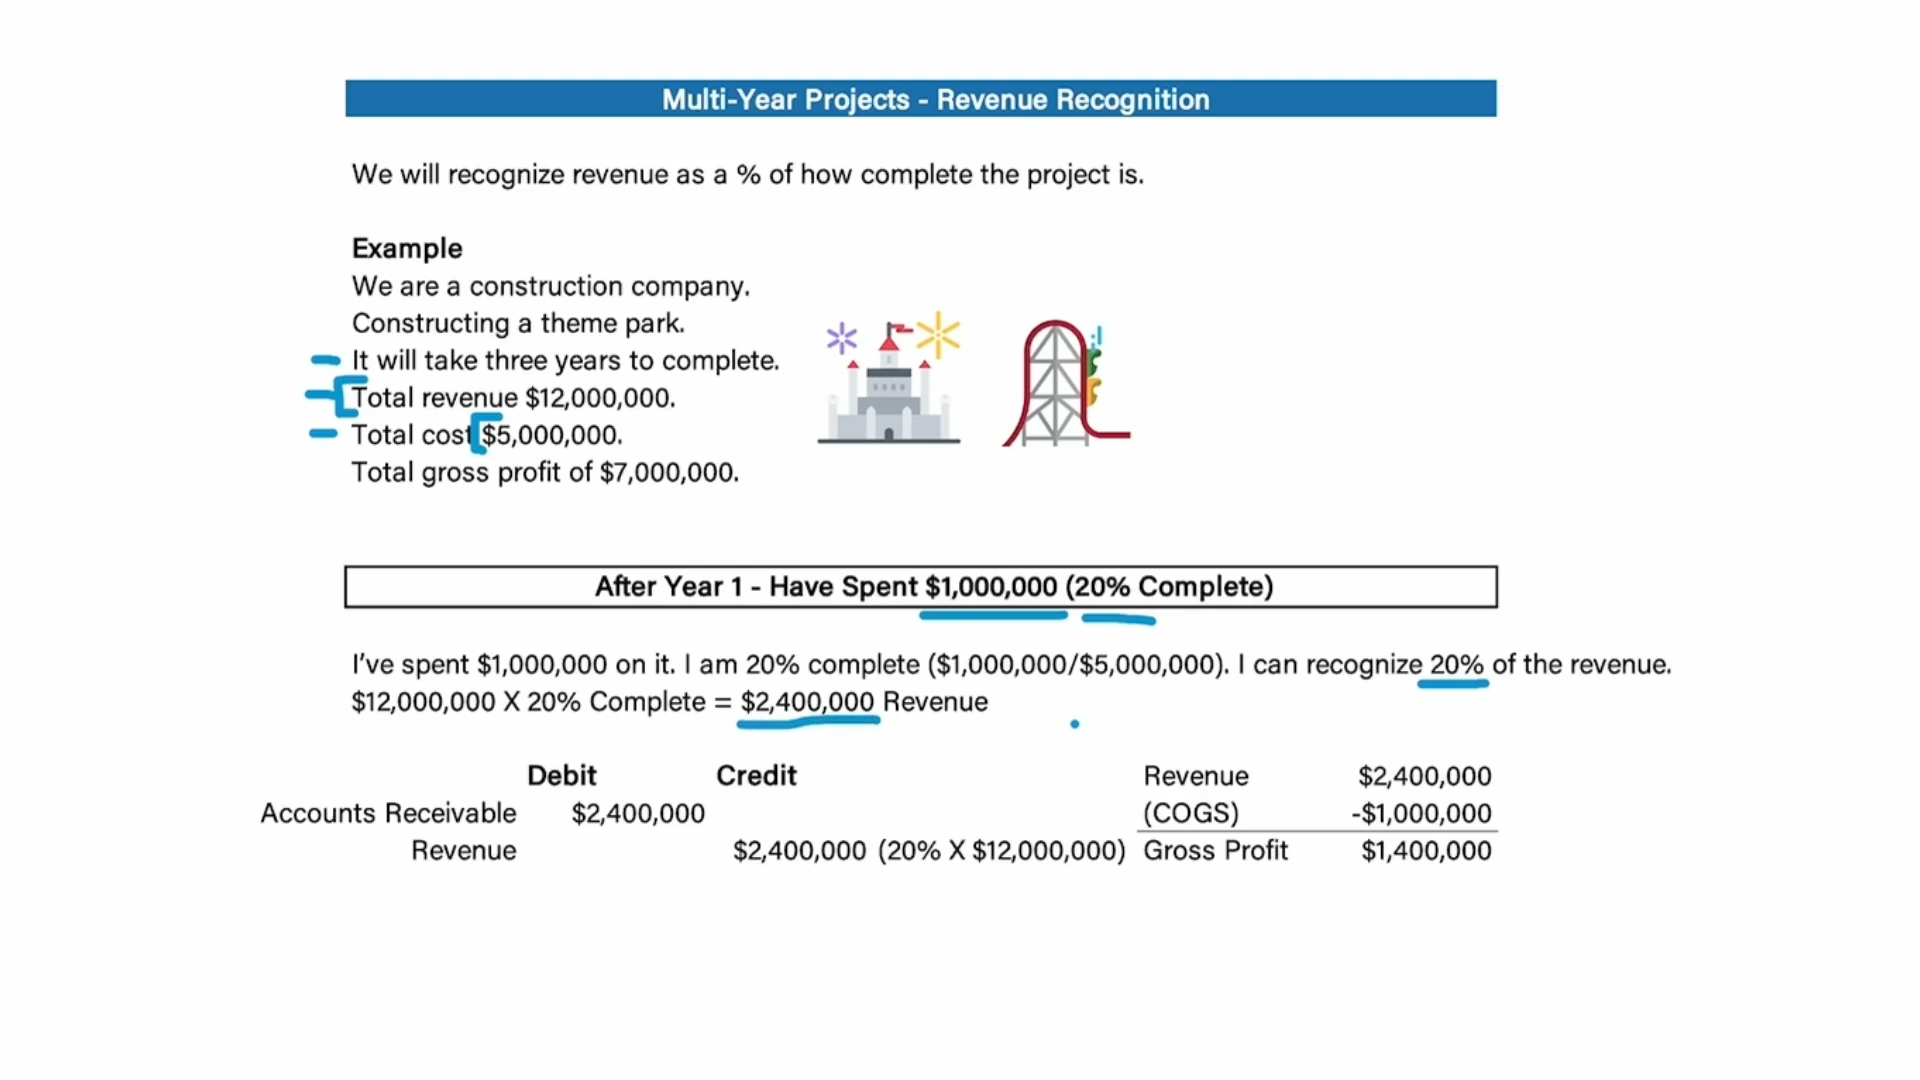 Multi-Year Projects - Revenue Recognition
We will recognize revenue as a % of how complete the project is.
Example
We are a construction company.
Constructing a theme park.
It will take three years to complete.
Total revenue $12,000,000.
Total cost $5,000,000.
Total gross profit of $7,000,000.
After Year 1 - Have Spent $1,000,000 (20% Complete)
I've spent $1,000,000 on it. I am 20% complete ($1,000,000/$5,000,000). I can recognize 20% of the revenue.
$12,000,000 X 20% Complete = $2,400,000 Revenue
Debit Credit
Accounts Receivable $2,400,000
Revenue $2,400,000 (20% X $12,000,000)
Revenue $2,400,000
(COGS) -$1,000,000
Gross Profit $1,400,000